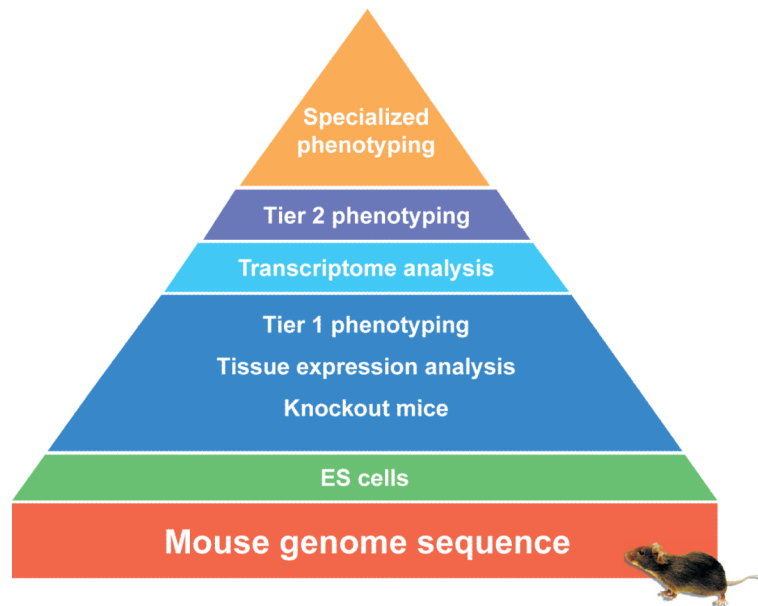 Specialized
phenotyping
Tier 2 phenotyping
Transcriptome analysis
Tier 1 phenotyping
Tissue expression analysis
Knockout mice
ES cells
Mouse genome sequence